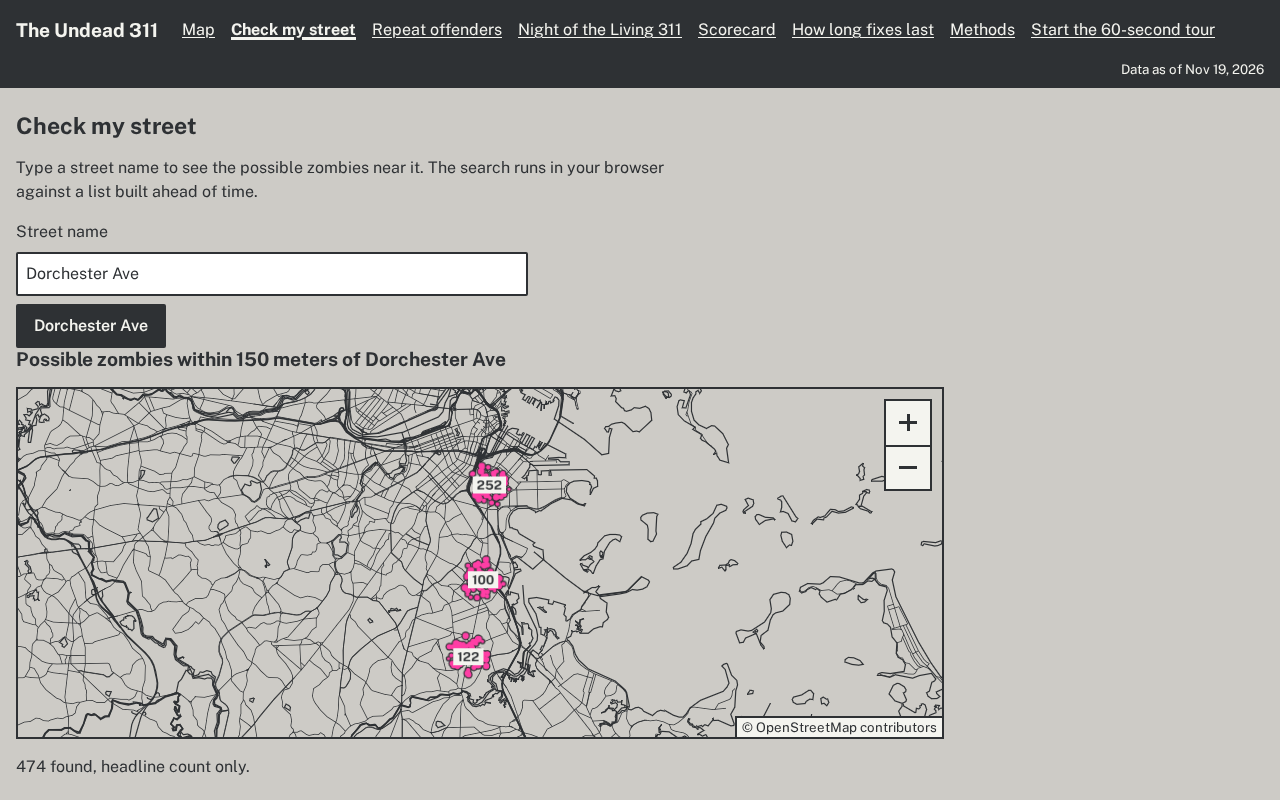 The Undead 311 Map Check my street Repeat offenders Night of the Living 311 Scorecard How long fixes last Methods Start the 60-second tour
Data as of Nov 19, 2026
Check my street
Type a street name to see the possible zombies near it. The search runs in your browser
against a list built ahead of time.
Street name
Dorchester Ave
Dorchester Ave
Possible zombies within 150 meters of Dorchester Ave
+
−
252
100
122
© OpenStreetMap contributors
474 found, headline count only.